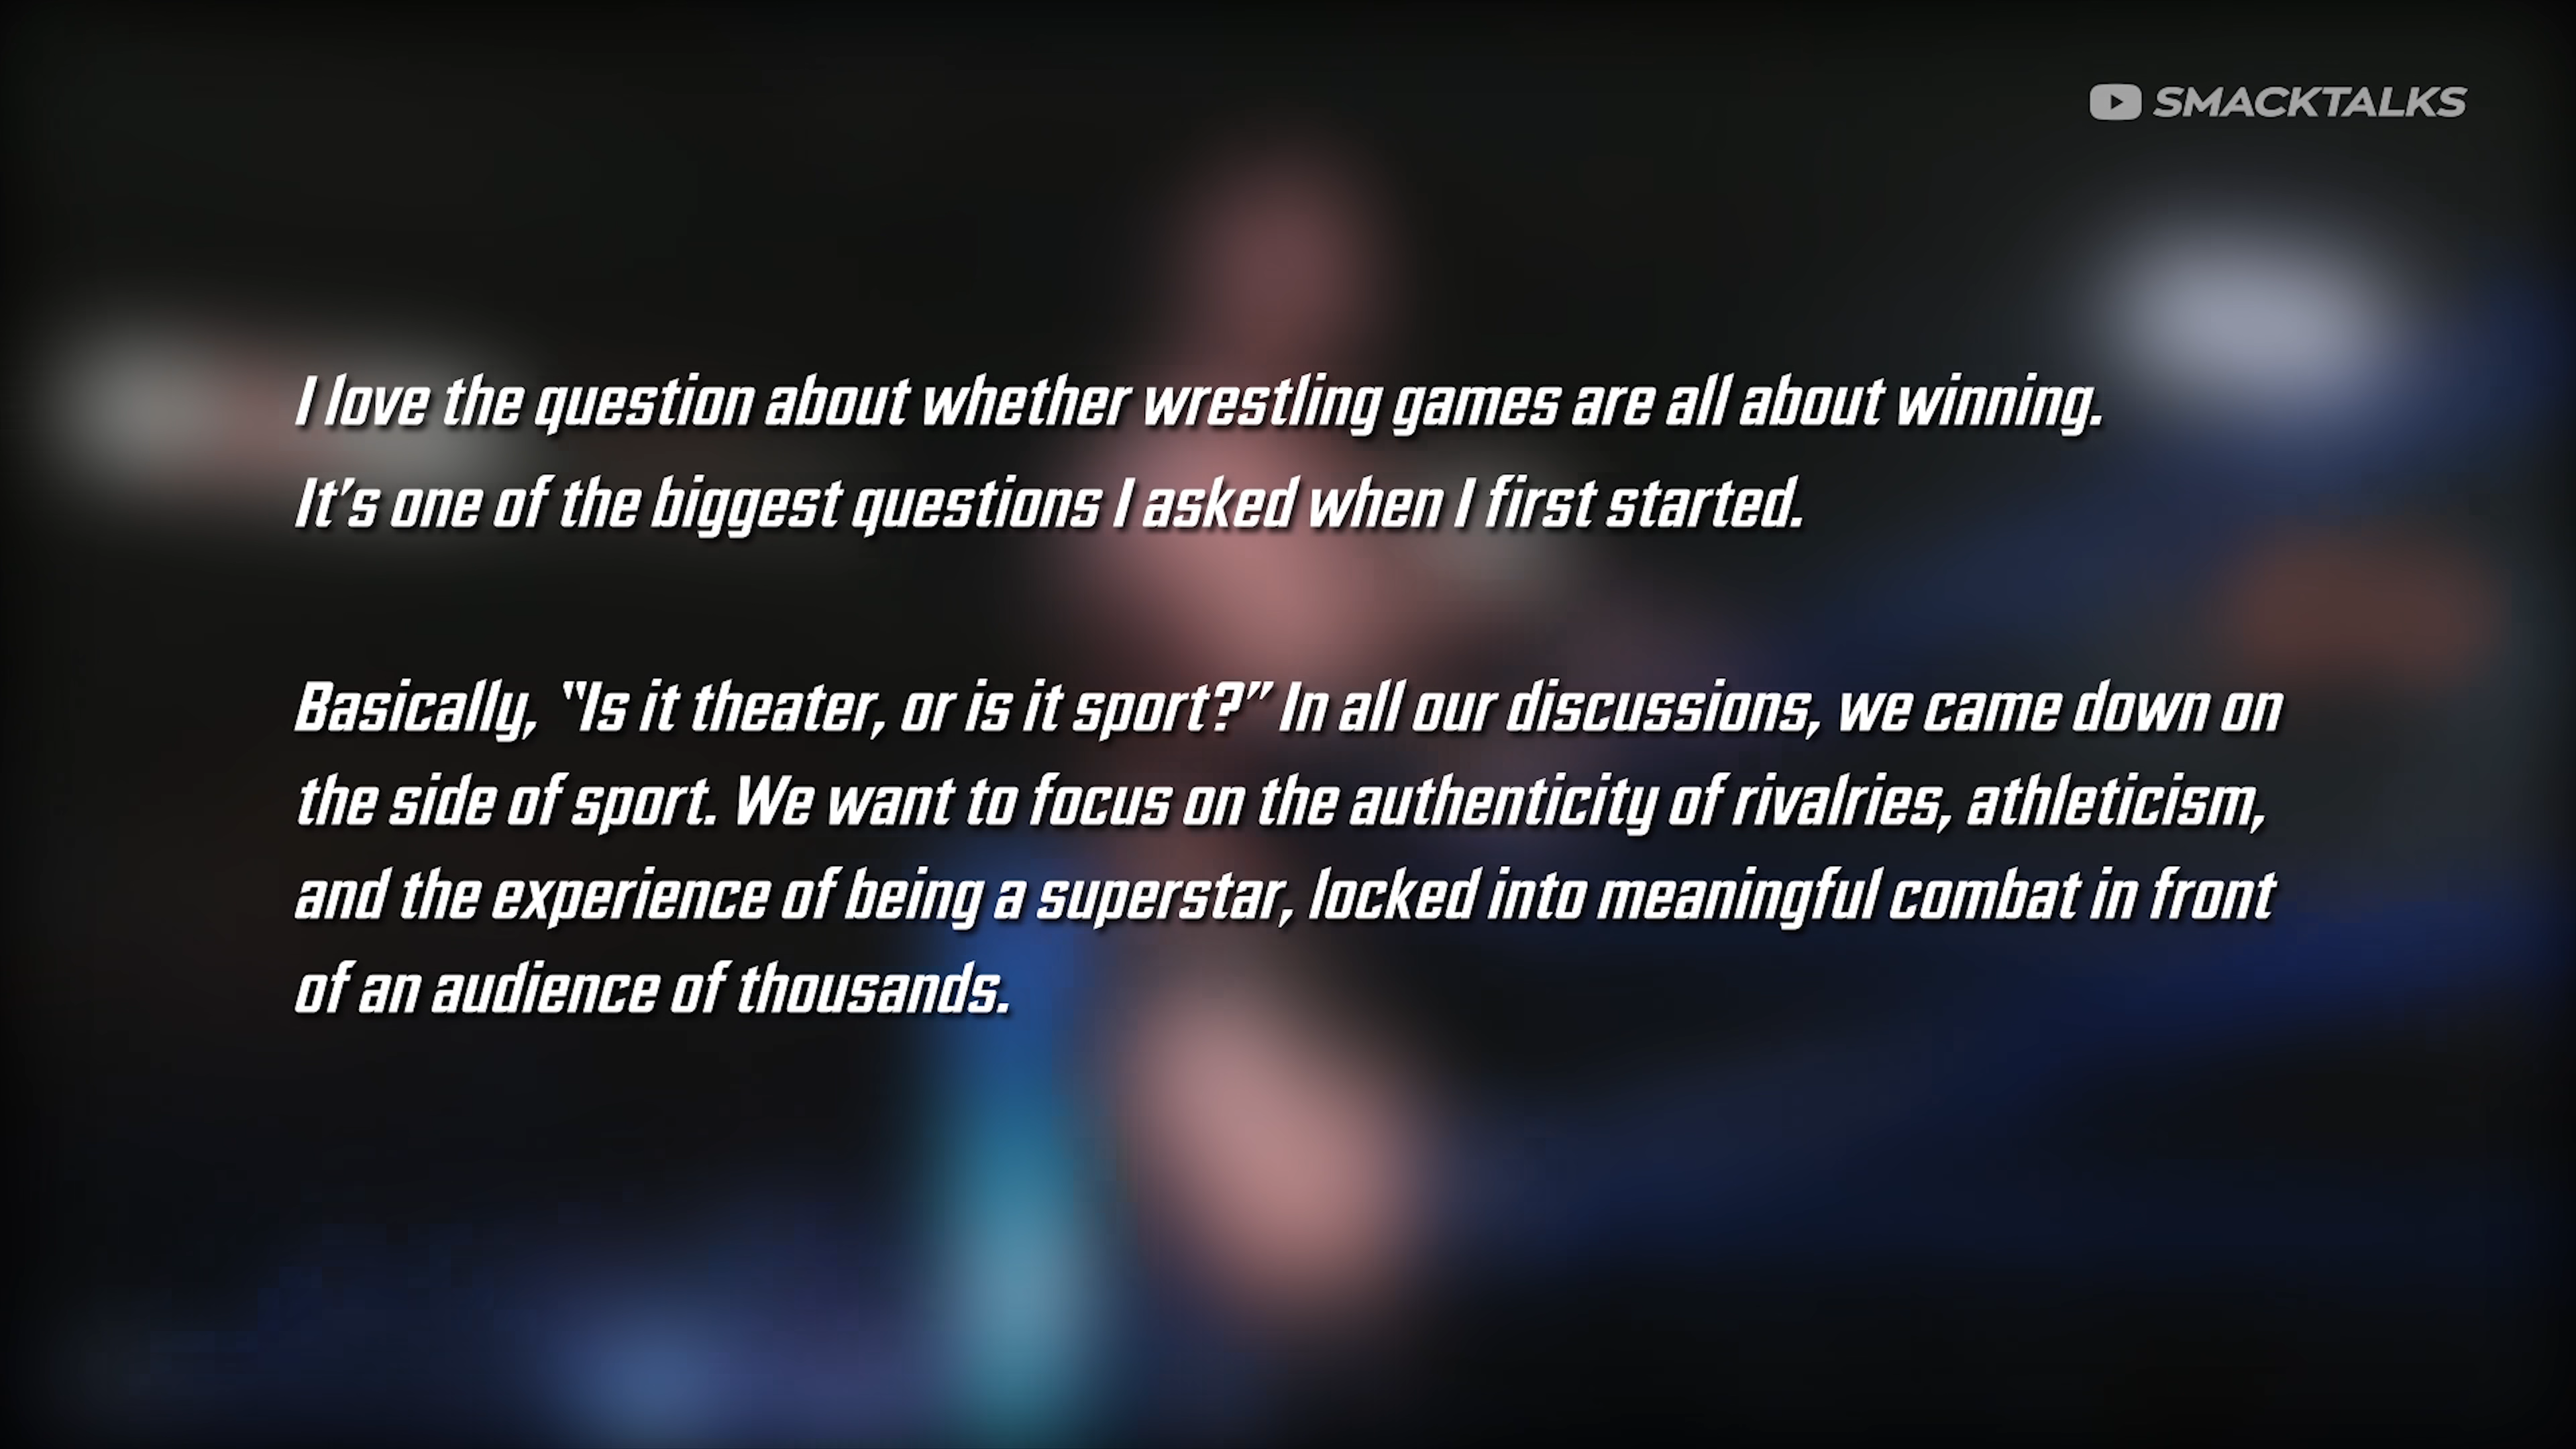 SMACKTALKS
I love the question about whether wrestling games are all about winning.
It's one of the biggest questions I asked when I first started.
Basically, "Is it theater, or is it sport?" In all our discussions, we came down on
the side of sport. We want to focus on the authenticity of rivalries, athleticism,
and the experience of being a superstar, locked into meaningful combat in front
of an audience of thousands.